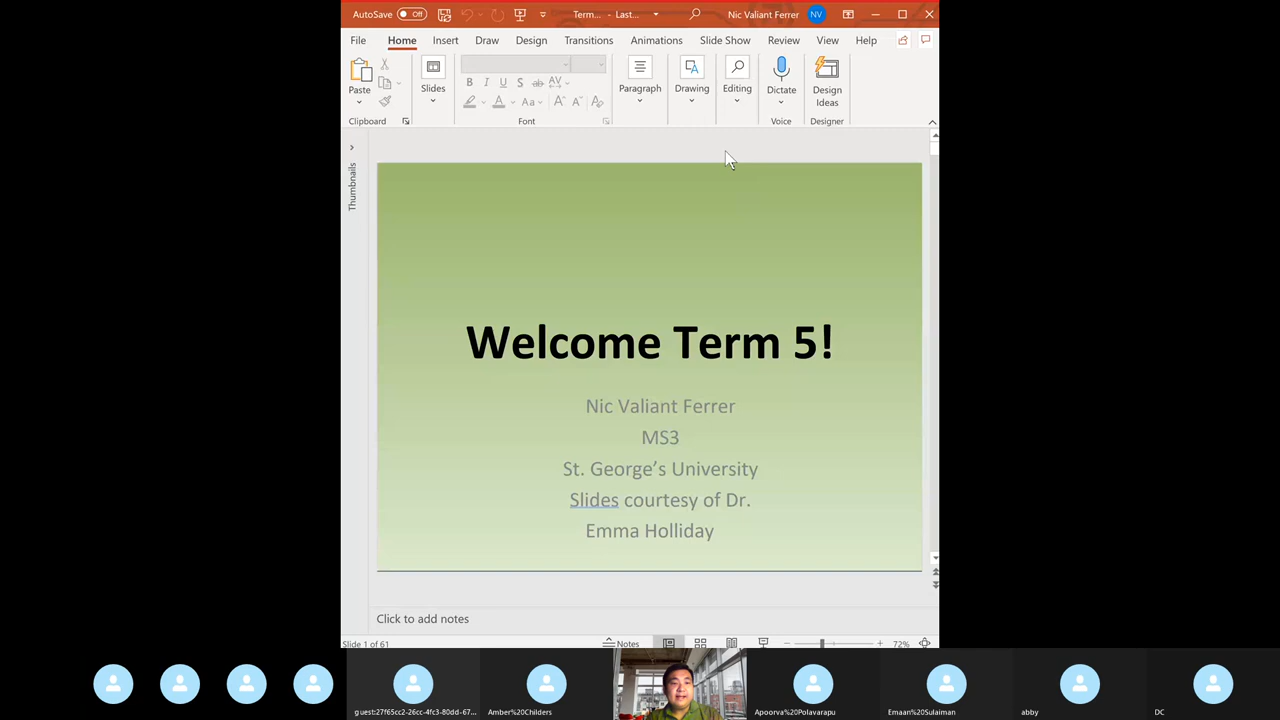 AutoSave Off Term... - Last... Nic Valiant Ferrer NV
File Home Insert Draw Design Transitions Animations Slide Show Review View Help
Paste Slides B I U S ab AV Aa A A A Paragraph Drawing Editing Dictate Design Ideas
Clipboard Font Voice Designer
Thumbnails
Welcome Term 5!
Nic Valiant Ferrer
MS3
St. George's University
Slides courtesy of Dr.
Emma Holliday
Click to add notes
Slide 1 of 61 Notes 72%
guest:27f65cc2-26cc-4fc3-80dd-67... Amber%20Childers Apoorva%20Polavarapu Emaan%20Sulaiman abby DC